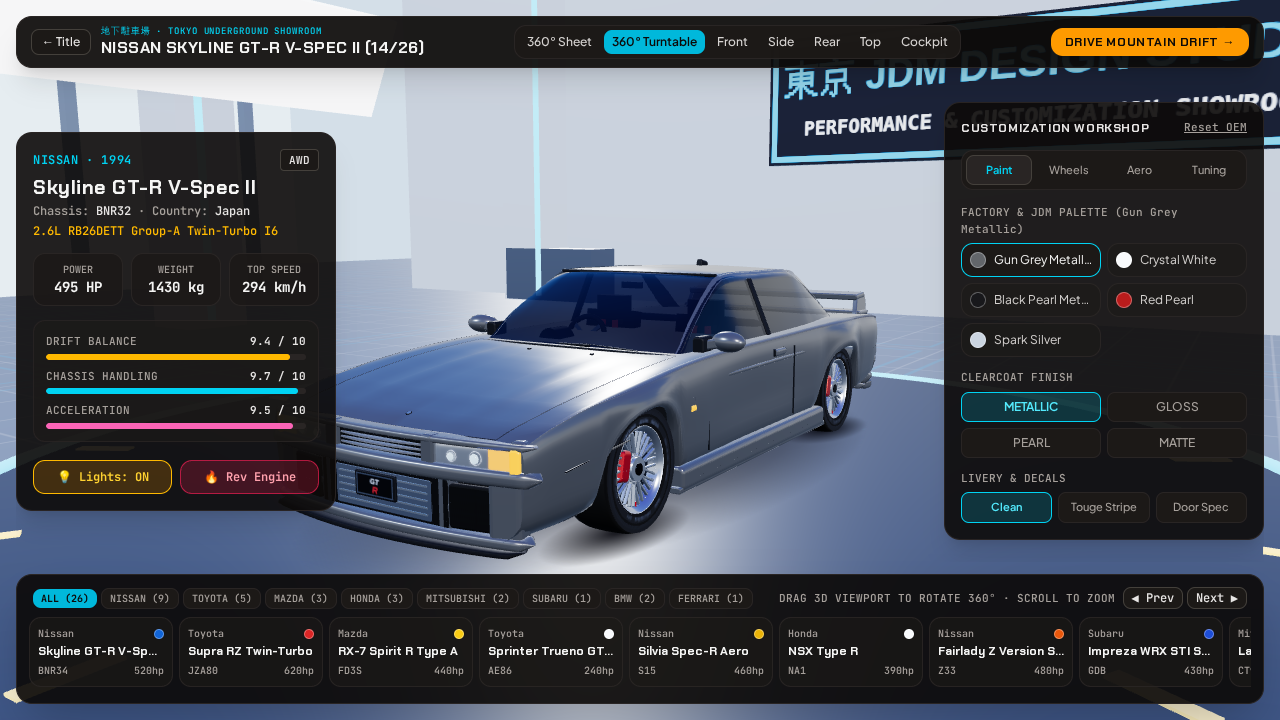 ← Title
地下駐車場 · TOKYO UNDERGROUND SHOWROOM
NISSAN SKYLINE GT-R V-SPEC II (14/26)
360° Sheet
360° Turntable
Front
Side
Rear
Top
Cockpit
DRIVE MOUNTAIN DRIFT →
東京 JDM DESIGN
PERFORMANCE & CUSTOMIZATION SHOWROO
NISSAN · 1994
AWD
Skyline GT-R V-Spec II
Chassis: BNR32 · Country: Japan
2.6L RB26DETT Group-A Twin-Turbo I6
POWER
495 HP
WEIGHT
1430 kg
TOP SPEED
294 km/h
DRIFT BALANCE 9.4 / 10
CHASSIS HANDLING 9.7 / 10
ACCELERATION 9.5 / 10
💡 Lights: ON
🔥 Rev Engine
GT
R
CUSTOMIZATION WORKSHOP
Reset OEM
Paint
Wheels
Aero
Tuning
FACTORY & JDM PALETTE (Gun Grey
Metallic)
Gun Grey Metall...
Crystal White
Black Pearl Met...
Red Pearl
Spark Silver
CLEARCOAT FINISH
METALLIC
GLOSS
PEARL
MATTE
LIVERY & DECALS
Clean
Touge Stripe
Door Spec
ALL (26)
NISSAN (9)
TOYOTA (5)
MAZDA (3)
HONDA (3)
MITSUBISHI (2)
SUBARU (1)
BMW (2)
FERRARI (1)
DRAG 3D VIEWPORT TO ROTATE 360° · SCROLL TO ZOOM
◀ Prev
Next ▶
Nissan
Skyline GT-R V-Sp...
BNR34 520hp
Toyota
Supra RZ Twin-Turbo
JZA80 620hp
Mazda
RX-7 Spirit R Type A
FD3S 440hp
Toyota
Sprinter Trueno GT...
AE86 240hp
Nissan
Silvia Spec-R Aero
S15 460hp
Honda
NSX Type R
NA1 390hp
Nissan
Fairlady Z Version S...
Z33 480hp
Subaru
Impreza WRX STI S...
GDB 430hp
Mi
La
CT